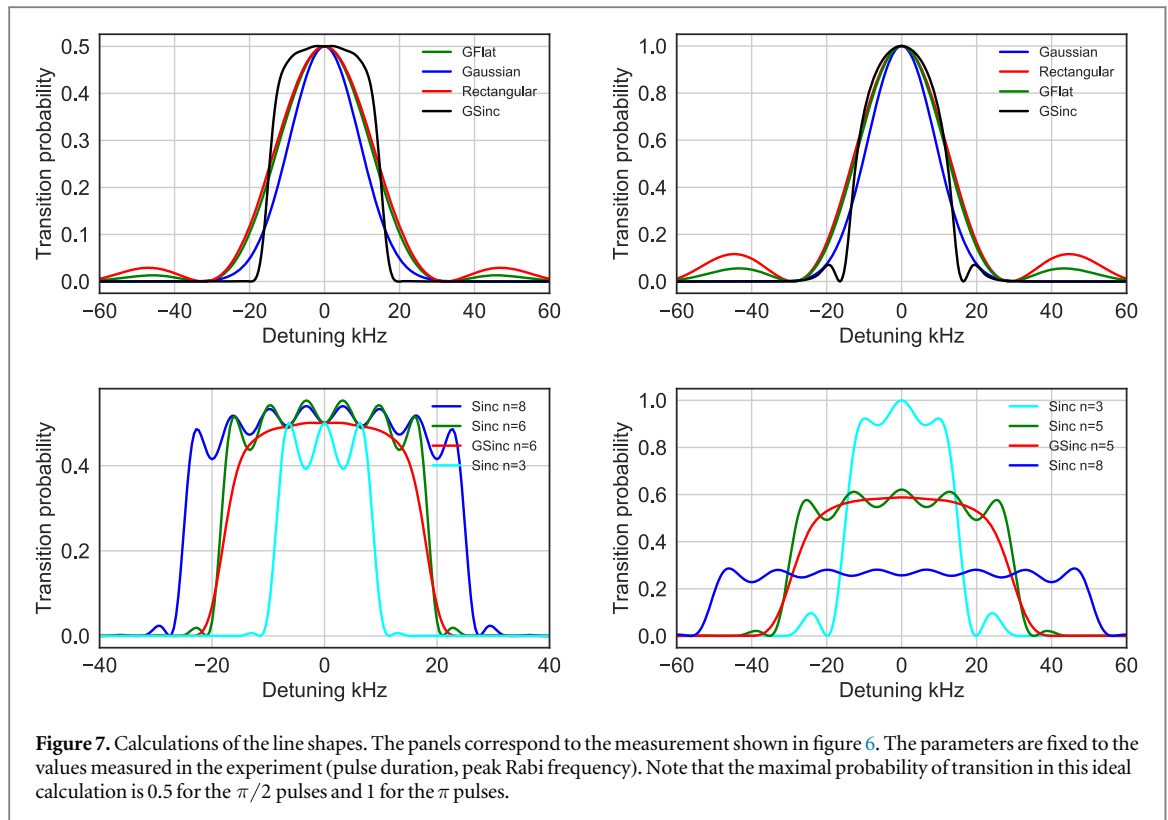 0.5
0.4
0.3
0.2
0.1
0.0
Transition probability
GFlat
Gaussian
Rectangular
GSinc
−60 −40 −20 0 20 40 60
Detuning kHz
1.0
0.8
0.6
0.4
0.2
0.0
Transition probability
Gaussian
Rectangular
GFlat
GSinc
−60 −40 −20 0 20 40 60
Detuning kHz
0.4
0.2
0.0
Transition probability
Sinc n=8
Sinc n=6
GSinc n=6
Sinc n=3
−40 −20 0 20 40
Detuning kHz
1.0
0.8
0.6
0.4
0.2
0.0
Transition probability
Sinc n=3
Sinc n=5
GSinc n=5
Sinc n=8
−60 −40 −20 0 20 40 60
Detuning kHz
Figure 7. Calculations of the line shapes. The panels correspond to the measurement shown in figure 6. The parameters are fixed to the
values measured in the experiment (pulse duration, peak Rabi frequency). Note that the maximal probability of transition in this ideal
calculation is 0.5 for the π/2 pulses and 1 for the π pulses.